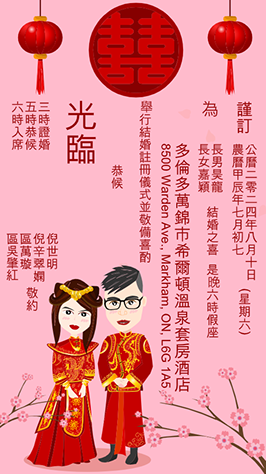 囍
謹訂
公曆二零二四年八月十日 (星期六)
農曆甲辰年七月初七
為
長男昊龍
長女嘉穎
結婚之喜 是晚六時假座
多倫多萬錦市希爾頓溫泉套房酒店
8500 Warden Ave., Markham, ON, L6G 1A5
舉行結婚註冊儀式並敬備喜酌
恭候
光臨
倪世明
倪辛翠嫻
區萬璇
區吳肇紅
敬約
三時證婚
五時恭候
六時入席